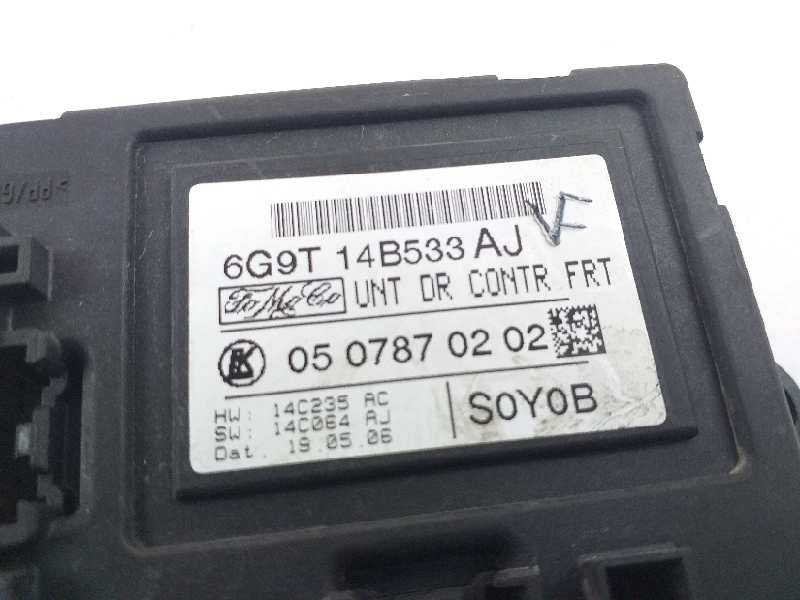 6G9T 14B533 AJ
FoMoCo UNT DR CONTR FRT
05 0787 02 02
HW: 14C235 AC
SW: 14C064 AJ
Dat. 19.05.06
S0Y0B